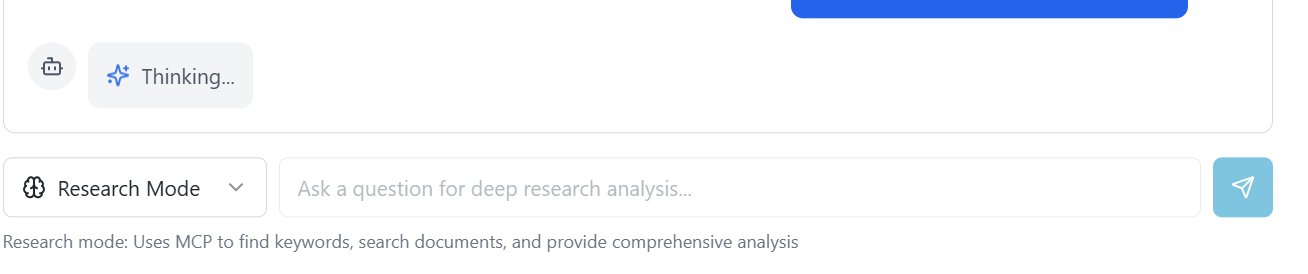 Thinking...
Research Mode
Ask a question for deep research analysis...
Research mode: Uses MCP to find keywords, search documents, and provide comprehensive analysis